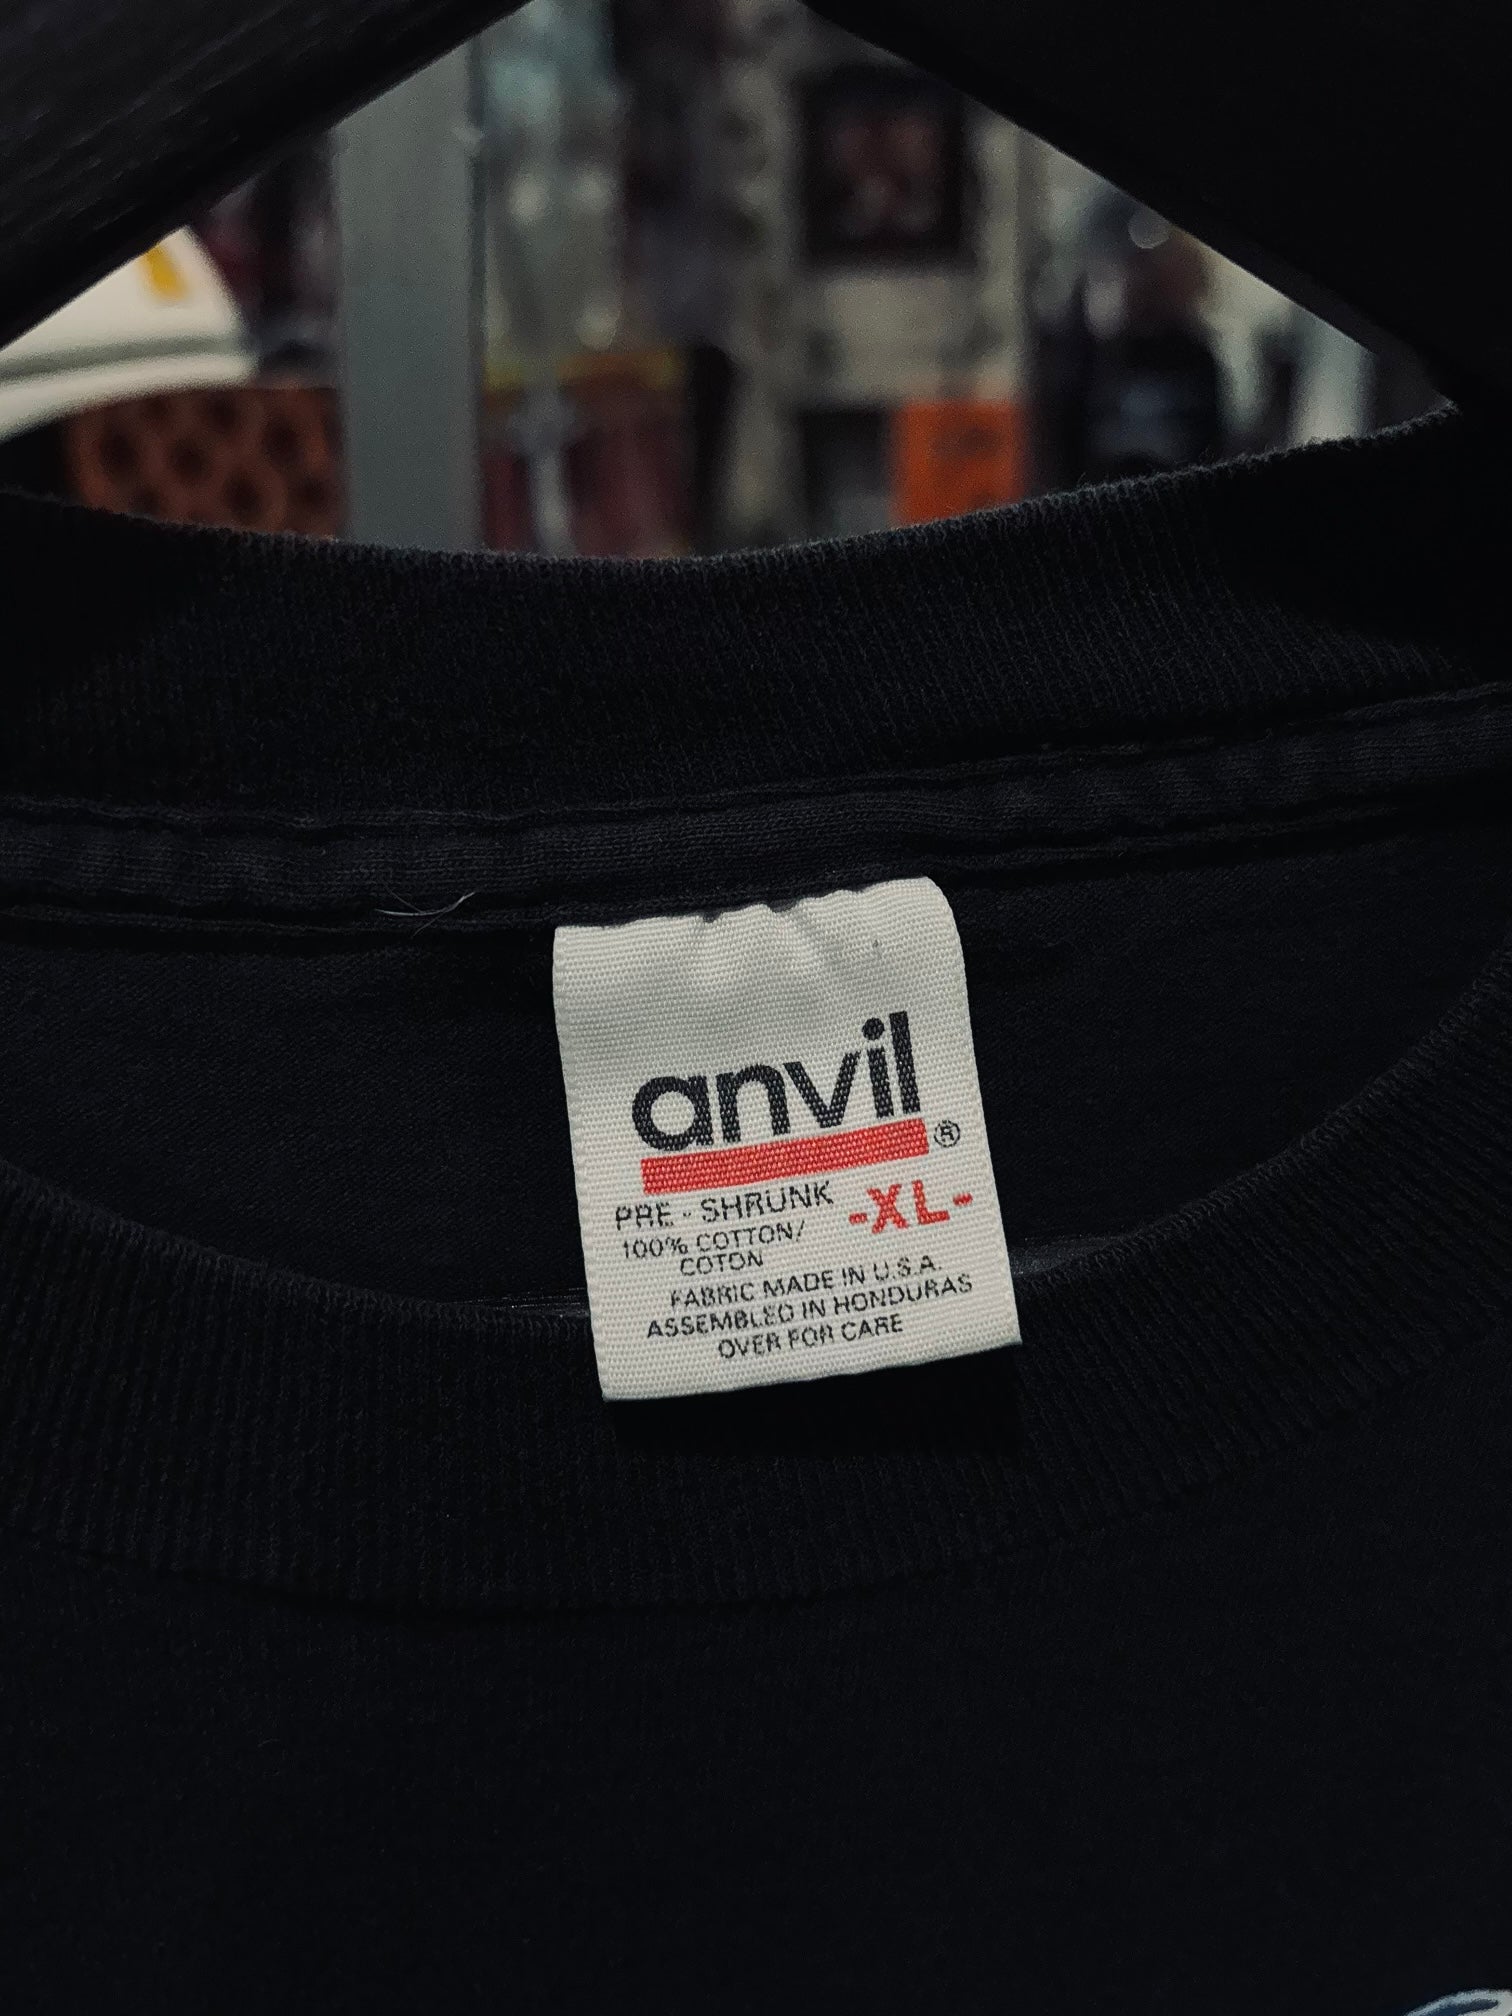 anvil®
PRE - SHRUNK -XL-
100% COTTON/
COTON
FABRIC MADE IN U.S.A.
ASSEMBLED IN HONDURAS
OVER FOR CARE